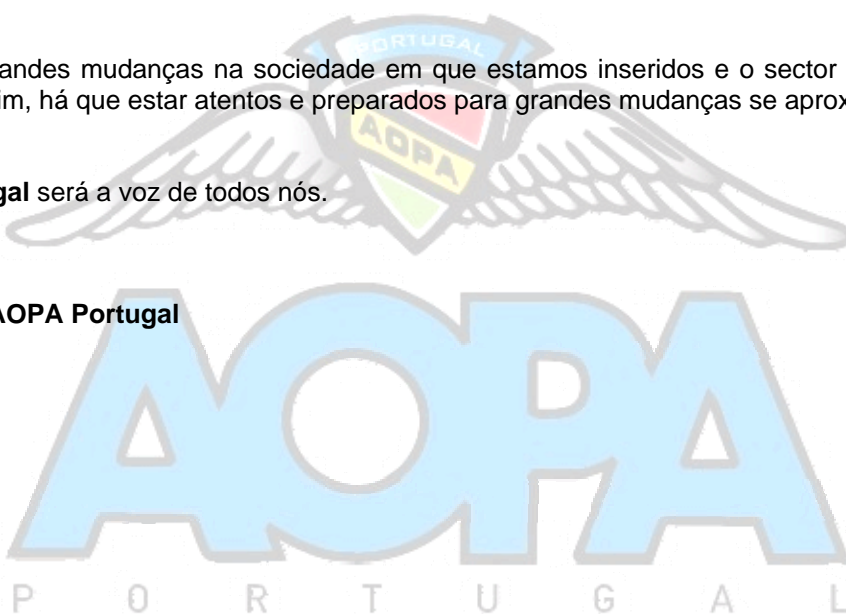 PORTUGAL
andes mudanças na sociedade em que estamos inseridos e o sector
im, há que estar atentos e preparados para grandes mudanças se aprox
AOPA
gal será a voz de todos nós.
AOPA Portugal
AOPA
PORTUGAL